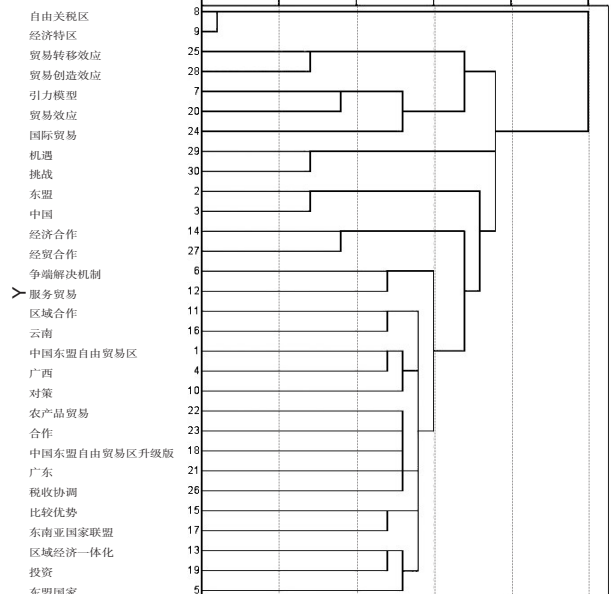 自由关税区 8
经济特区 9
贸易转移效应 25
贸易创造效应 28
引力模型 7
贸易效应 20
国际贸易 24
机遇 29
挑战 30
东盟 2
中国 3
经济合作 14
经贸合作 27
争端解决机制 6
Y 服务贸易 12
区域合作 11
云南 16
中国东盟自由贸易区 1
广西 4
对策 10
农产品贸易 22
合作 23
中国东盟自由贸易区升级版 18
广东 21
税收协调 26
比较优势 15
东南亚国家联盟 17
区域经济一体化 13
投资 19
东盟国家 5